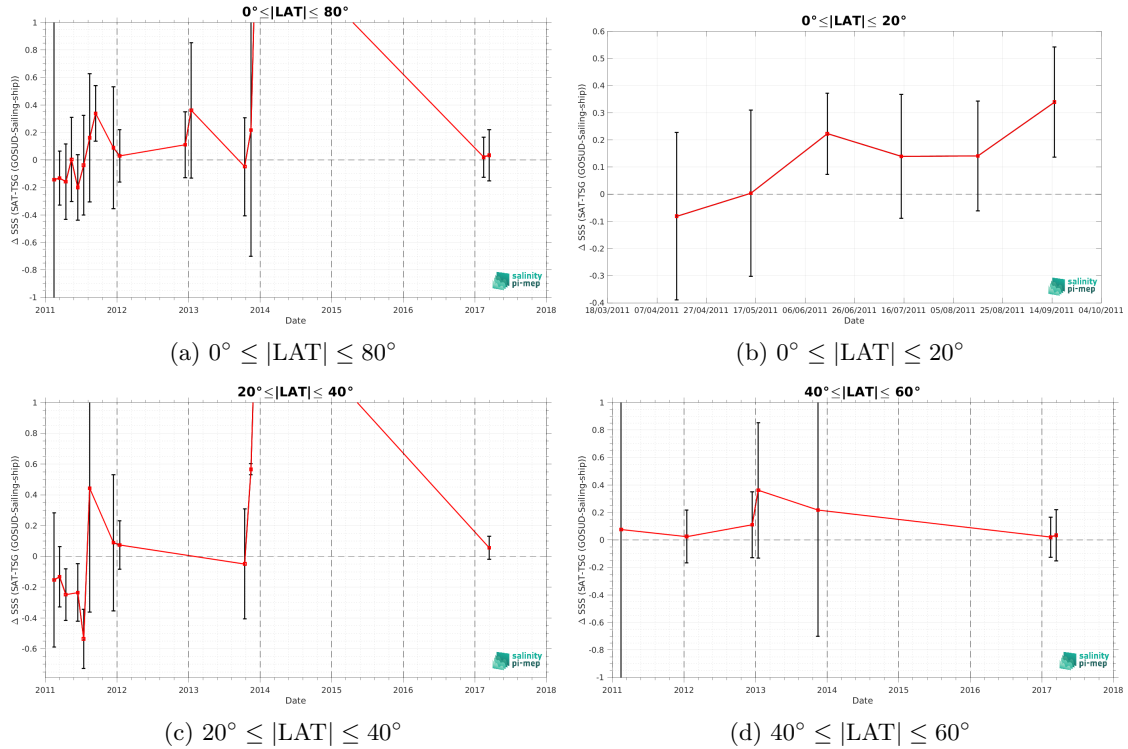 0°≤|LAT|≤ 80°
Δ SSS (SAT-TSG (GOSUD-Sailing-ship))
1
0.8
0.6
0.4
0.2
0
-0.2
-0.4
-0.6
-0.8
-1
2011 2012 2013 2014 2015 2016 2017 2018
Date
salinity
pi-mep
(a) 0° ≤ |LAT| ≤ 80°
0°≤|LAT|≤ 20°
Δ SSS (SAT-TSG (GOSUD-Sailing-ship))
0.6
0.5
0.4
0.3
0.2
0.1
0
-0.1
-0.2
-0.3
-0.4
18/03/2011 07/04/2011 27/04/2011 17/05/2011 06/06/2011 26/06/2011 16/07/2011 05/08/2011 25/08/2011 14/09/2011 04/10/2011
Date
salinity
pi-mep
(b) 0° ≤ |LAT| ≤ 20°
20°≤|LAT|≤ 40°
Δ SSS (SAT-TSG (GOSUD-Sailing-ship))
1
0.8
0.6
0.4
0.2
0
-0.2
-0.4
-0.6
2011 2012 2013 2014 2015 2016 2017 2018
Date
salinity
pi-mep
(c) 20° ≤ |LAT| ≤ 40°
40°≤|LAT|≤ 60°
Δ SSS (SAT-TSG (GOSUD-Sailing-ship))
1
0.8
0.6
0.4
0.2
0
-0.2
-0.4
-0.6
-0.8
-1
2011 2012 2013 2014 2015 2016 2017 2018
Date
salinity
pi-mep
(d) 40° ≤ |LAT| ≤ 60°